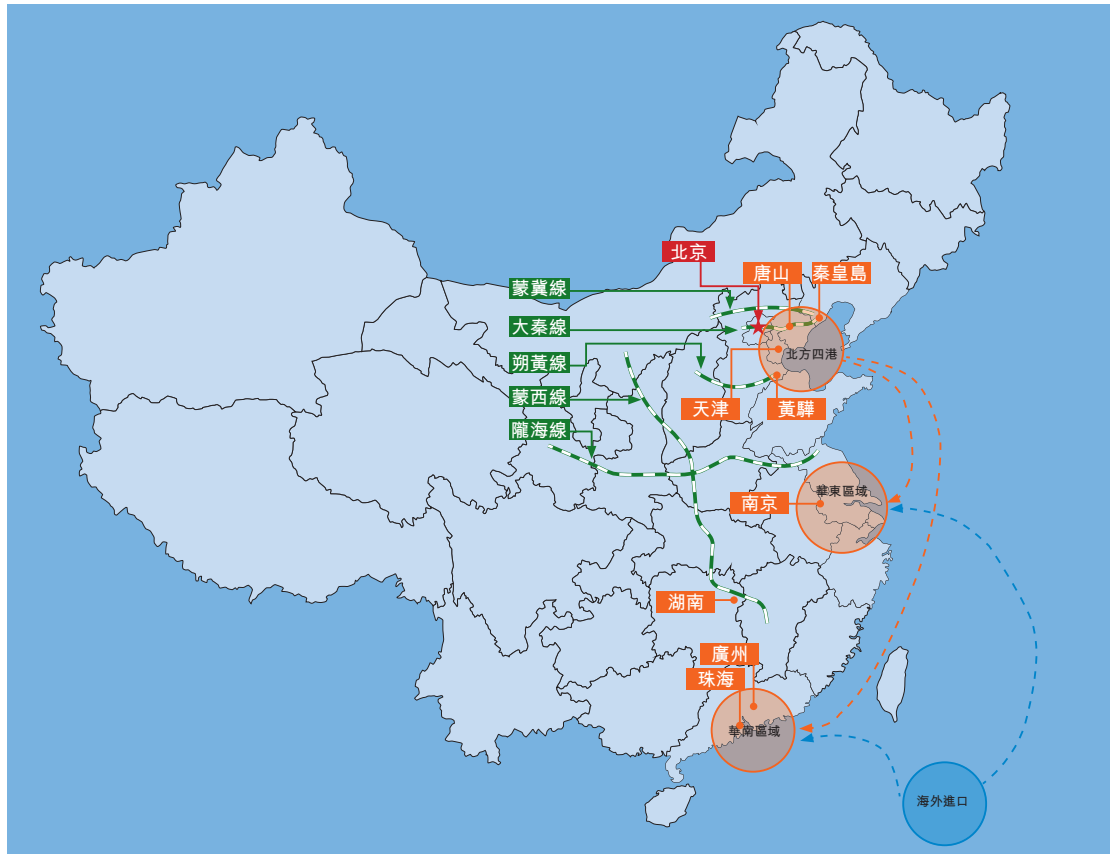 北京
唐山
秦皇島
蒙冀線
大秦線
朔黃線
蒙西線
隴海線
北方四港
天津
黃驊
華東區域
南京
湖南
廣州
珠海
華南區域
海外進口